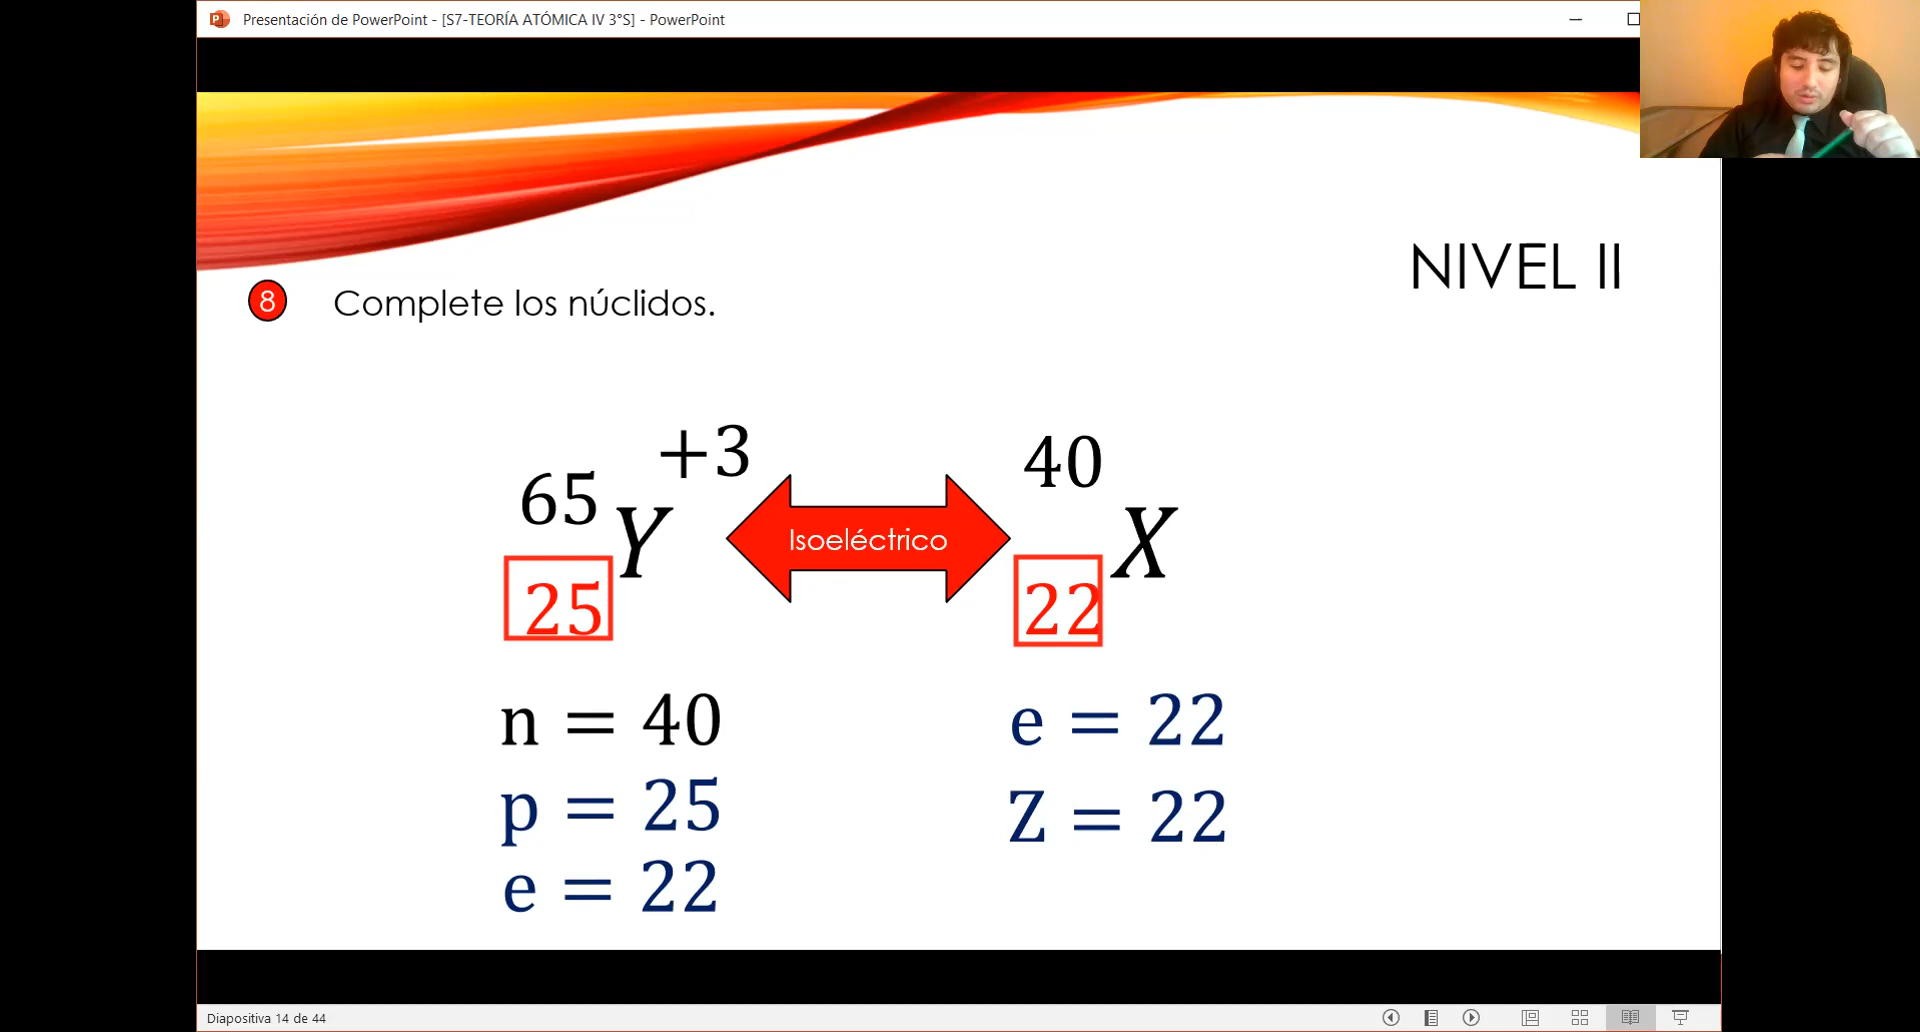 Presentación de PowerPoint - [S7-TEORÍA ATÓMICA IV 3°S] - PowerPoint
NIVEL II
8 Complete los núclidos.
65 Y +3
25
Isoeléctrico
40 X
22
n = 40
p = 25
e = 22
e = 22
Z = 22
Diapositiva 14 de 44